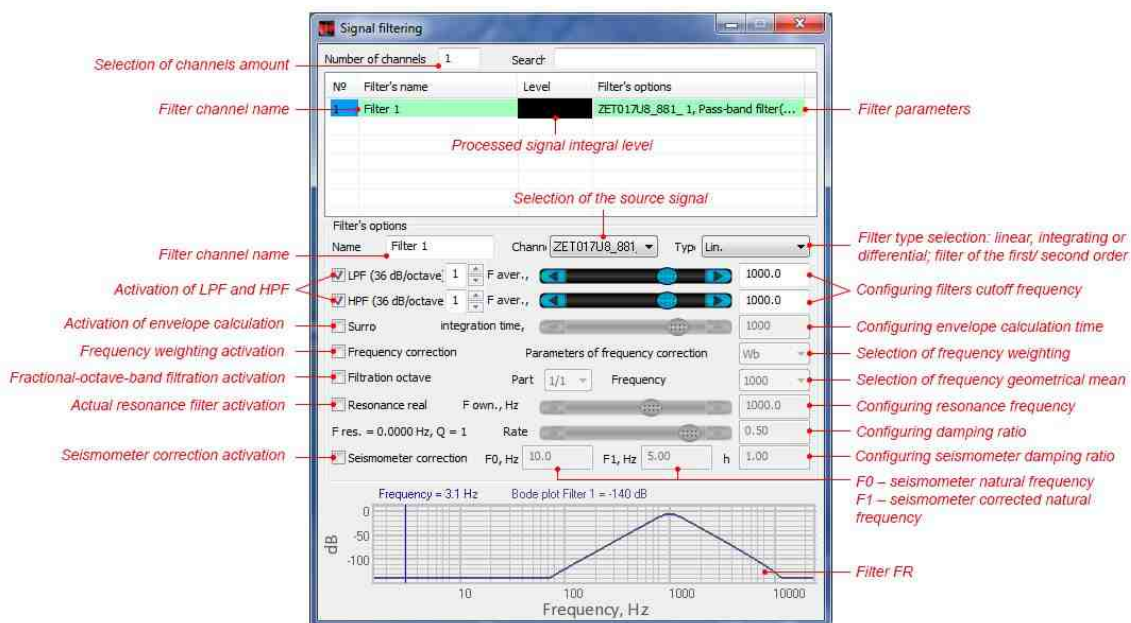 Signal filtering
Number of channels 1 Search
Selection of channels amount
Nº Filter's name Level Filter's options
Filter channel name
1 Filter 1 ZET017U8_881_ 1, Pass-band filter(...
Filter parameters
Processed signal integral level
Selection of the source signal
Filter's options
Name Filter 1 Chann ZET017U8_881_ Typ Lin.
Filter channel name
Filter type selection: linear, integrating or
differential; filter of the first/ second order
LPF (36 dB/octave) 1 F aver., 1000.0
Activation of LPF and HPF
Configuring filters cutoff frequency
HPF (36 dB/octave 1 F aver., 1000.0
Activation of envelope calculation
Surro integration time, 1000
Configuring envelope calculation time
Frequency weighting activation
Frequency correction Parameters of frequency correction Wb
Selection of frequency weighting
Fractional-octave-band filtration activation
Filtration octave Part 1/1 Frequency 1000
Selection of frequency geometrical mean
Actual resonance filter activation
Resonance real F own., Hz 1000.0
Configuring resonance frequency
F res. = 0.0000 Hz, Q = 1 Rate 0.50
Configuring damping ratio
Seismometer correction activation
Seismometer correction F0, Hz 10.0 F1, Hz 5.00 h 1.00
Configuring seismometer damping ratio
F0 – seismometer natural frequency
F1 – seismometer corrected natural
frequency
Frequency = 3.1 Hz Bode plot Filter 1 = -140 dB
0
-50
-100
dB
Filter FR
10 100 1000 10000
Frequency, Hz